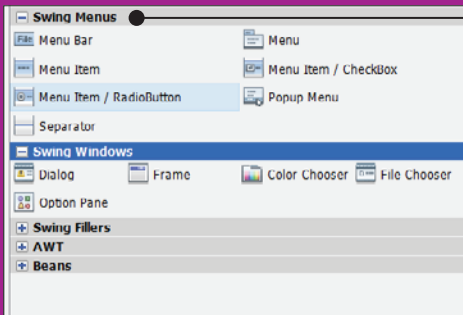 Swing Menus
Menu Bar Menu
Menu Item Menu Item / CheckBox
Menu Item / RadioButton Popup Menu
Separator
Swing Windows
Dialog Frame Color Chooser File Chooser
Option Pane
Swing Fillers
AWT
Beans